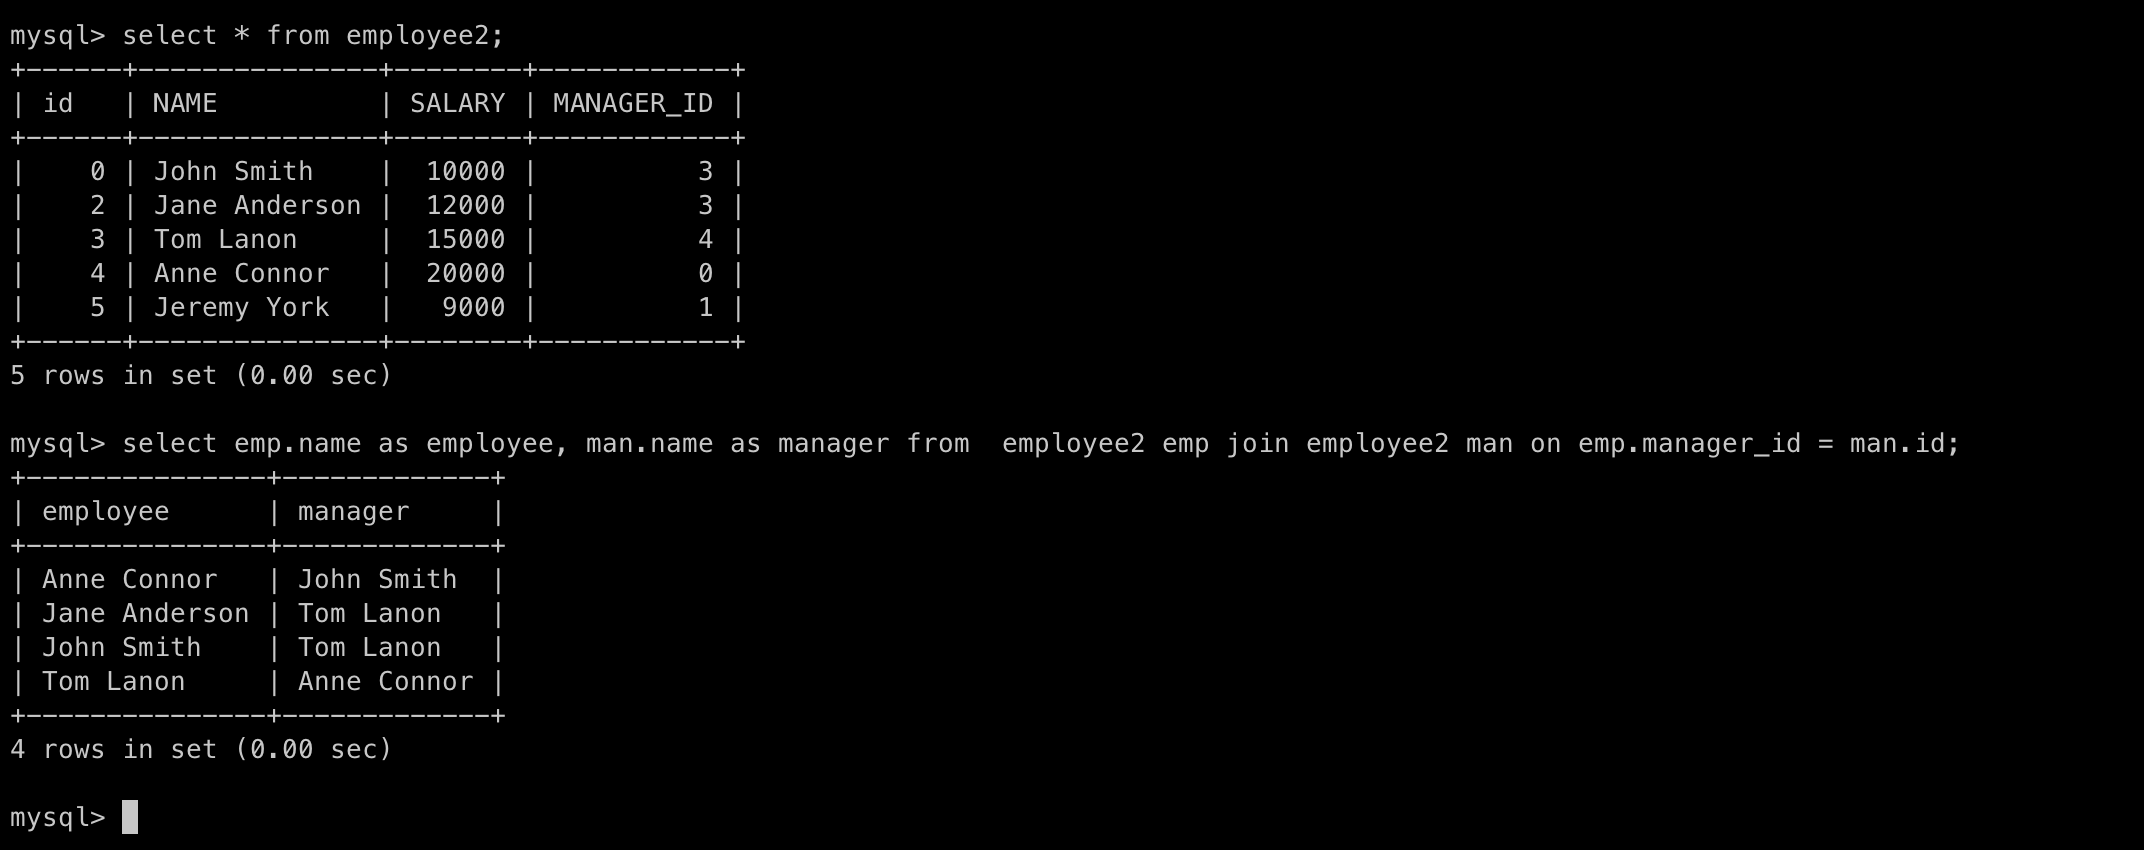 mysql> select * from employee2;
+------+---------------+--------+------------+
| id   | NAME          | SALARY | MANAGER_ID |
+------+---------------+--------+------------+
|    0 | John Smith    |  10000 |          3 |
|    2 | Jane Anderson |  12000 |          3 |
|    3 | Tom Lanon     |  15000 |          4 |
|    4 | Anne Connor   |  20000 |          0 |
|    5 | Jeremy York   |   9000 |          1 |
+------+---------------+--------+------------+
5 rows in set (0.00 sec)

mysql> select emp.name as employee, man.name as manager from  employee2 emp join employee2 man on emp.manager_id = man.id;
+---------------+-------------+
| employee      | manager     |
+---------------+-------------+
| Anne Connor   | John Smith  |
| Jane Anderson | Tom Lanon   |
| John Smith    | Tom Lanon   |
| Tom Lanon     | Anne Connor |
+---------------+-------------+
4 rows in set (0.00 sec)

mysql>